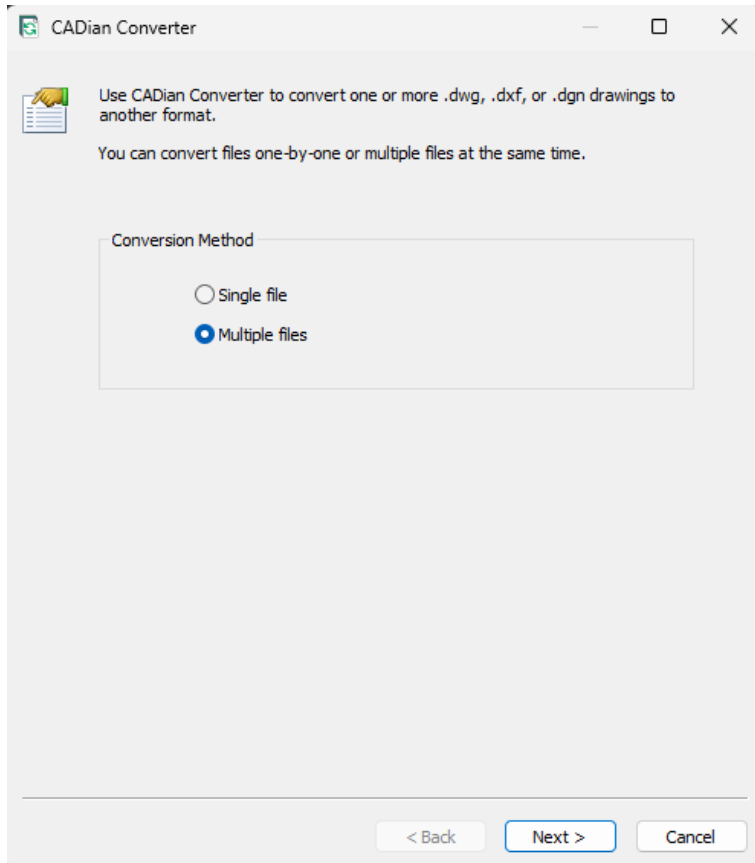 CADian Converter
Use CADian Converter to convert one or more .dwg, .dxf, or .dgn drawings to
another format.
You can convert files one-by-one or multiple files at the same time.
Conversion Method
Single file
Multiple files
< Back
Next >
Cancel